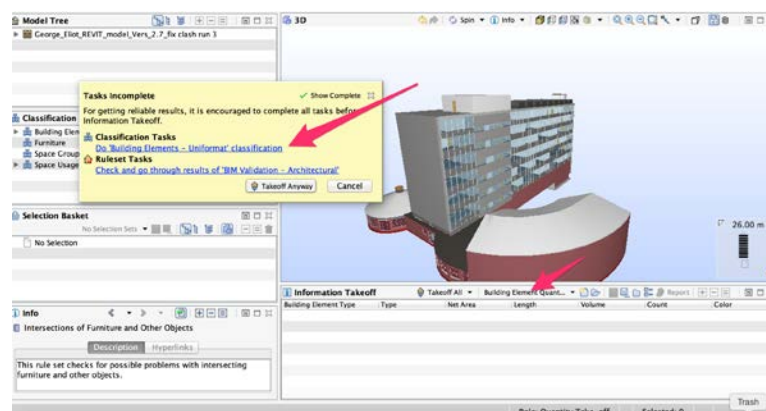 Model Tree
George_Eliot_REVIT_model_Vers_2.7_fix clash run 3
3D
Spin
Info
Tasks Incomplete
Show Complete
For getting reliable results, it is encouraged to complete all tasks before
Information Takeoff.
Classification Tasks
Do 'Building Elements - Uniformat' classification
Ruleset Tasks
Check and go through results of 'BIM Validation - Architectural'
Takeoff Anyway
Cancel
Classification
Building Elen
Furniture
Space Group
Space Usage
Selection Basket
No Selection Sets
No Selection
26.00 m
Info
Intersections of Furniture and Other Objects
Description
Hyperlinks
This rule set checks for possible problems with intersecting
furniture and other objects.
Information Takeoff
Takeoff All
Building Element Quant...
Report
Building Element Type Type Net Area Length Volume Count Color
Trash